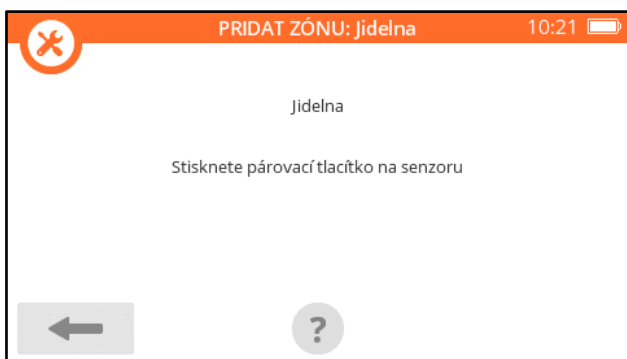 PRIDAT ZÓNU: Jidelna
10:21
Jidelna
Stisknete párovací tlacítko na senzoru
?